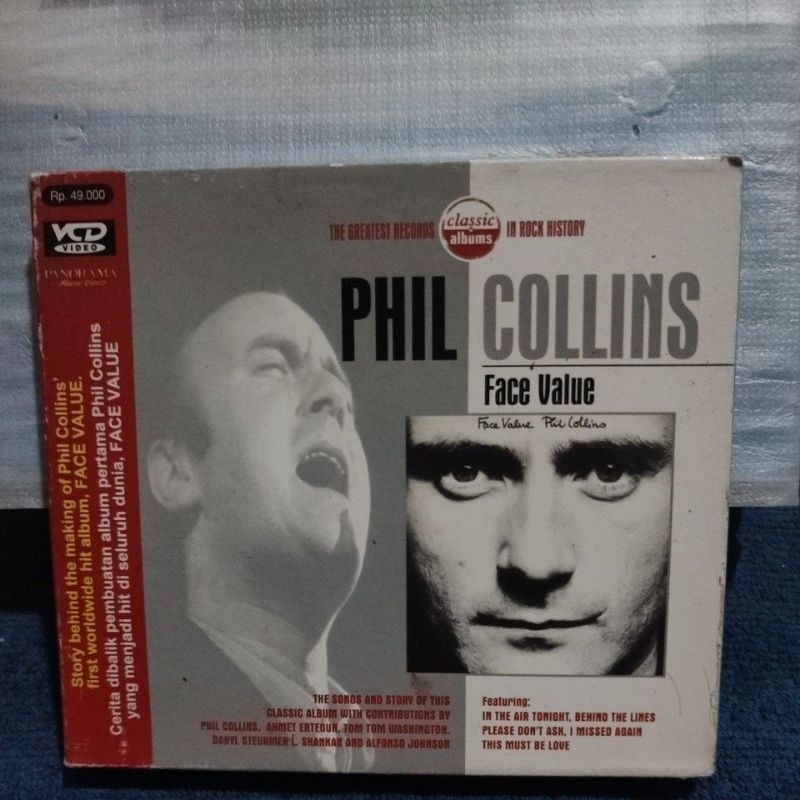 Rp. 49.000
VCD
VIDEO
PANORAMA
Music Video
Story behind the making of Phil Collins'
first worldwide hit album, FACE VALUE.
Cerita dibalik pembuatan album pertama Phil Collins
yang menjadi hit di seluruh dunia, FACE VALUE
THE GREATEST RECORDS classic albums IN ROCK HISTORY
PHIL COLLINS
Face Value
Face Value Phil Collins
THE SONGS AND STORY OF THIS
CLASSIC ALBUM WITH CONTRIBUTIONS BY
PHIL COLLINS, AHMET ERTEGUN, TOM TOM WASHINGTON,
DARYL STEURMER L. SHANKAR AND ALFONSO JOHNSON
Featuring:
IN THE AIR TONIGHT, BEHIND THE LINES
PLEASE DON'T ASK, I MISSED AGAIN
THIS MUST BE LOVE